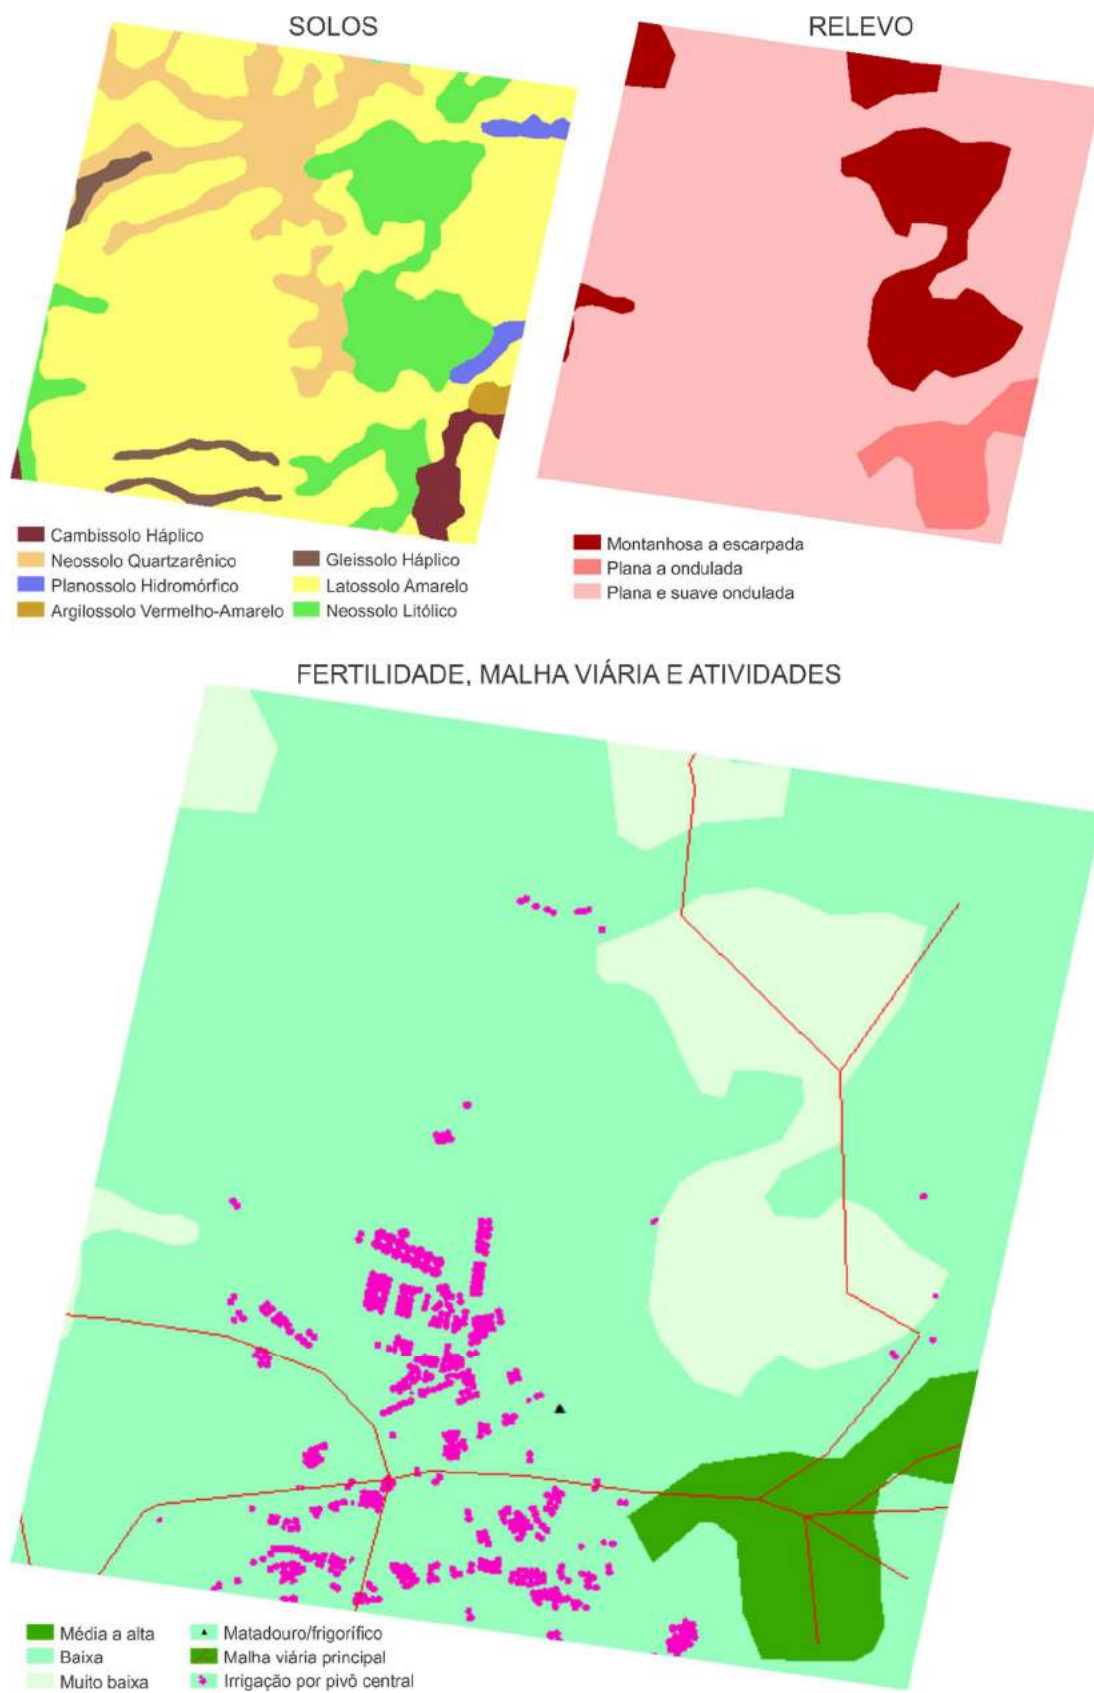 SOLOS
RELEVO
Cambissolo Háplico
Neossolo Quartzarênico
Planossolo Hidromórfico
Argilossolo Vermelho-Amarelo
Gleissolo Háplico
Latossolo Amarelo
Neossolo Litólico
Montanhosa a escarpada
Plana a ondulada
Plana e suave ondulada
FERTILIDADE, MALHA VIÁRIA E ATIVIDADES
Média a alta
Baixa
Muito baixa
Matadouro/frigorífico
Malha viária principal
Irrigação por pivô central